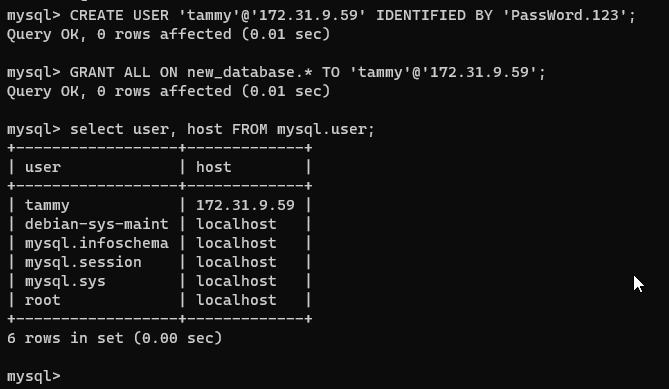 mysql> CREATE USER 'tammy'@'172.31.9.59' IDENTIFIED BY 'PassWord.123';
Query OK, 0 rows affected (0.01 sec)
mysql> GRANT ALL ON new_database.* TO 'tammy'@'172.31.9.59';
Query OK, 0 rows affected (0.01 sec)
mysql> select user, host FROM mysql.user;
+------------------+-------------+
| user             | host        |
+------------------+-------------+
| tammy            | 172.31.9.59 |
| debian-sys-maint | localhost   |
| mysql.infoschema | localhost   |
| mysql.session    | localhost   |
| mysql.sys        | localhost   |
| root             | localhost   |
+------------------+-------------+
6 rows in set (0.00 sec)
mysql>